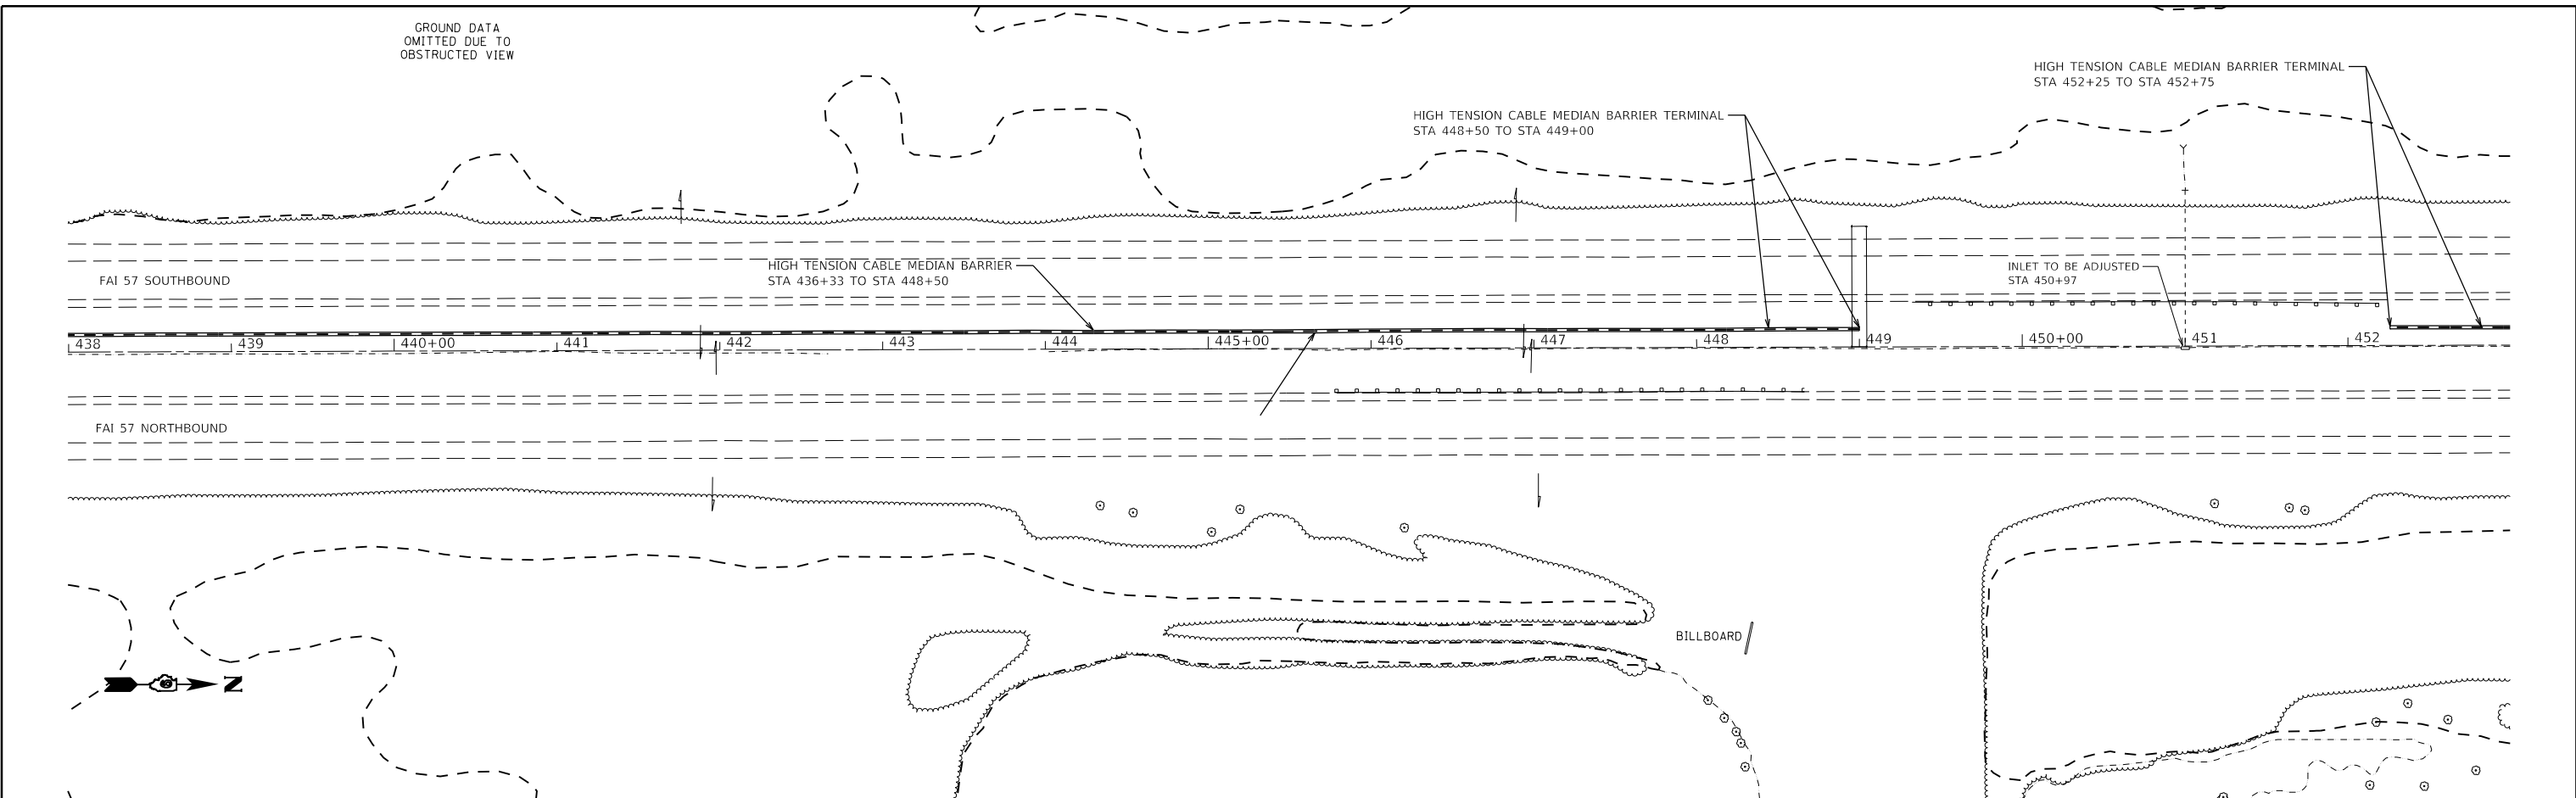 GROUND DATA
OMITTED DUE TO
OBSTRUCTED VIEW
HIGH TENSION CABLE MEDIAN BARRIER TERMINAL
STA 452+25 TO STA 452+75
HIGH TENSION CABLE MEDIAN BARRIER TERMINAL
STA 448+50 TO STA 449+00
HIGH TENSION CABLE MEDIAN BARRIER
STA 436+33 TO STA 448+50
INLET TO BE ADJUSTED
STA 450+97
FAI 57 SOUTHBOUND
438 439 440+00 441 442 443 444 445+00 446 447 448 449 450+00 451 452
FAI 57 NORTHBOUND
BILLBOARD
N